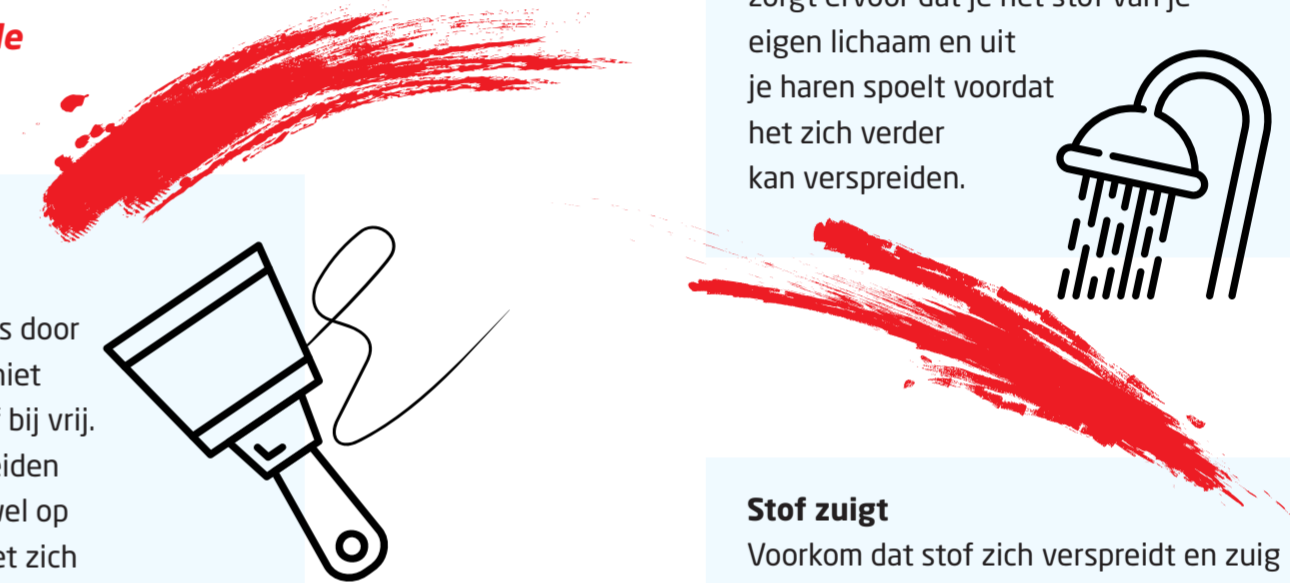 s door
niet
bij vrij.
wel op
et zich
eigen lichaam en uit
je haren spoelt voordat
het zich verder
kan verspreiden.
Stof zuigt
Voorkom dat stof zich verspreidt en zuig